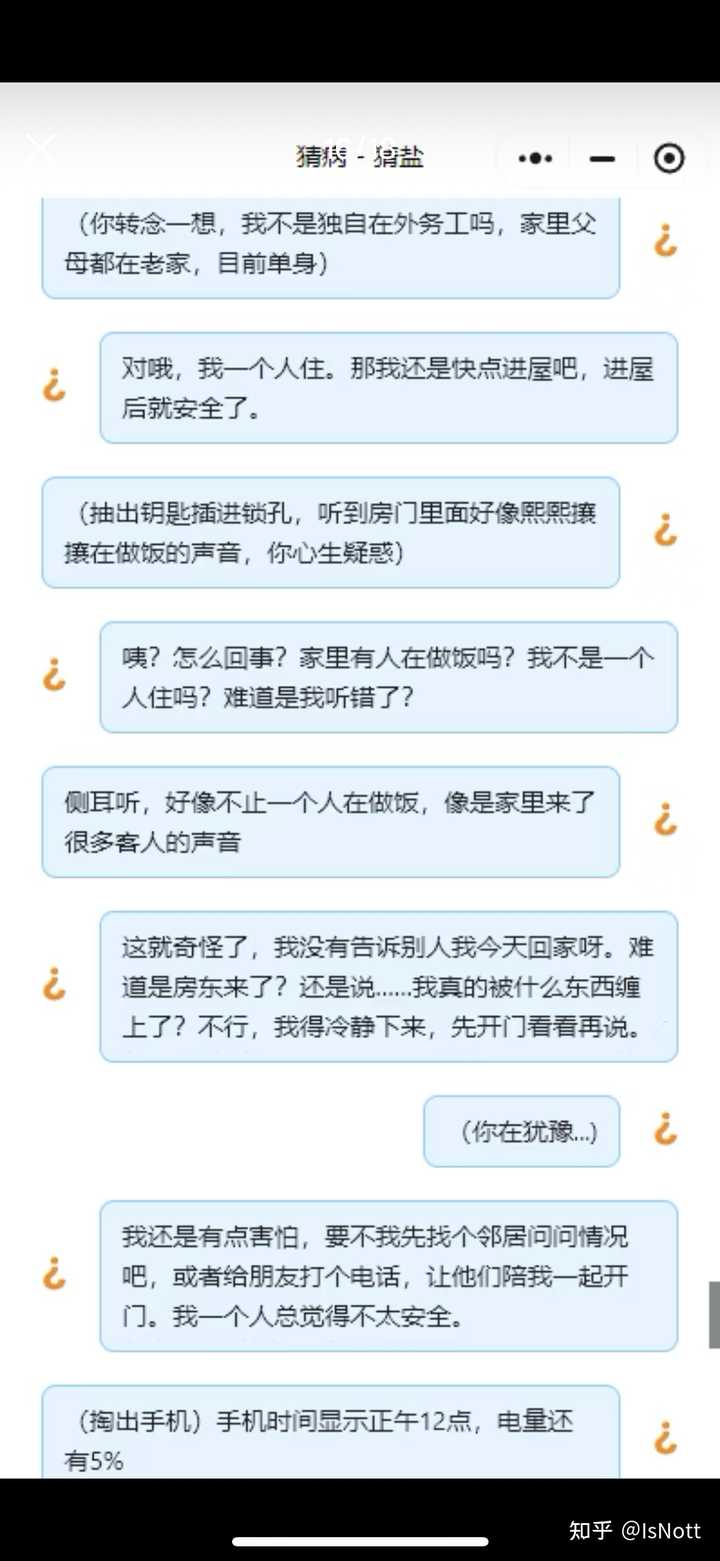 猜病 - 猜盐
（你转念一想，我不是独自在外务工吗，家里父
母都在老家，目前单身）
对哦，我一个人住。那我还是快点进屋吧，进屋
后就安全了。
（抽出钥匙插进锁孔，听到房门里面好像熙熙攘
攘在做饭的声音，你心生疑惑）
咦？怎么回事？家里有人在做饭吗？我不是一个
人住吗？难道是我听错了？
侧耳听，好像不止一个人在做饭，像是家里来了
很多客人的声音
这就奇怪了，我没有告诉别人我今天回家呀。难
道是房东来了？还是说……我真的被什么东西缠
上了？不行，我得冷静下来，先开门看看再说。
（你在犹豫...）
我还是有点害怕，要不我先找个邻居问问情况
吧，或者给朋友打个电话，让他们陪我一起开
门。我一个人总觉得不太安全。
（掏出手机）手机时间显示正午12点，电量还
有5%
知乎 @IsNott